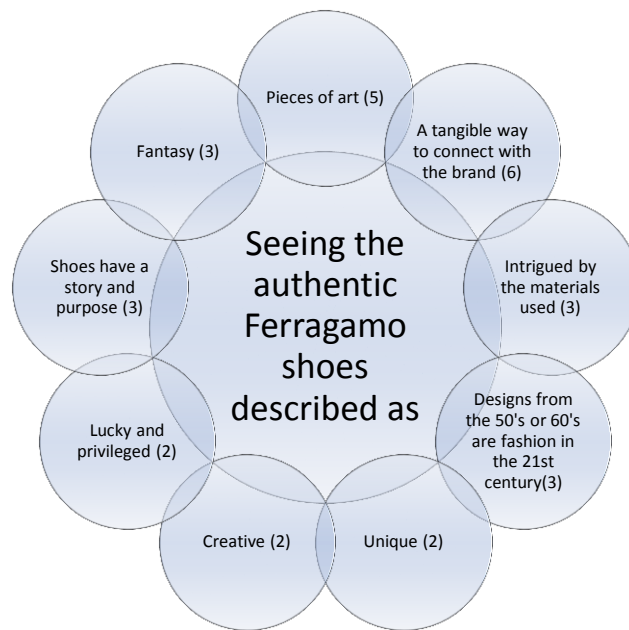 Pieces of art (5)
A tangible way
to connect with
the brand (6)
Intrigued by
the materials
used (3)
Designs from
the 50's or 60's
are fashion in
the 21st
century(3)
Unique (2)
Creative (2)
Lucky and
privileged (2)
Shoes have a
story and
purpose (3)
Fantasy (3)
Seeing the
authentic
Ferragamo
shoes
described as